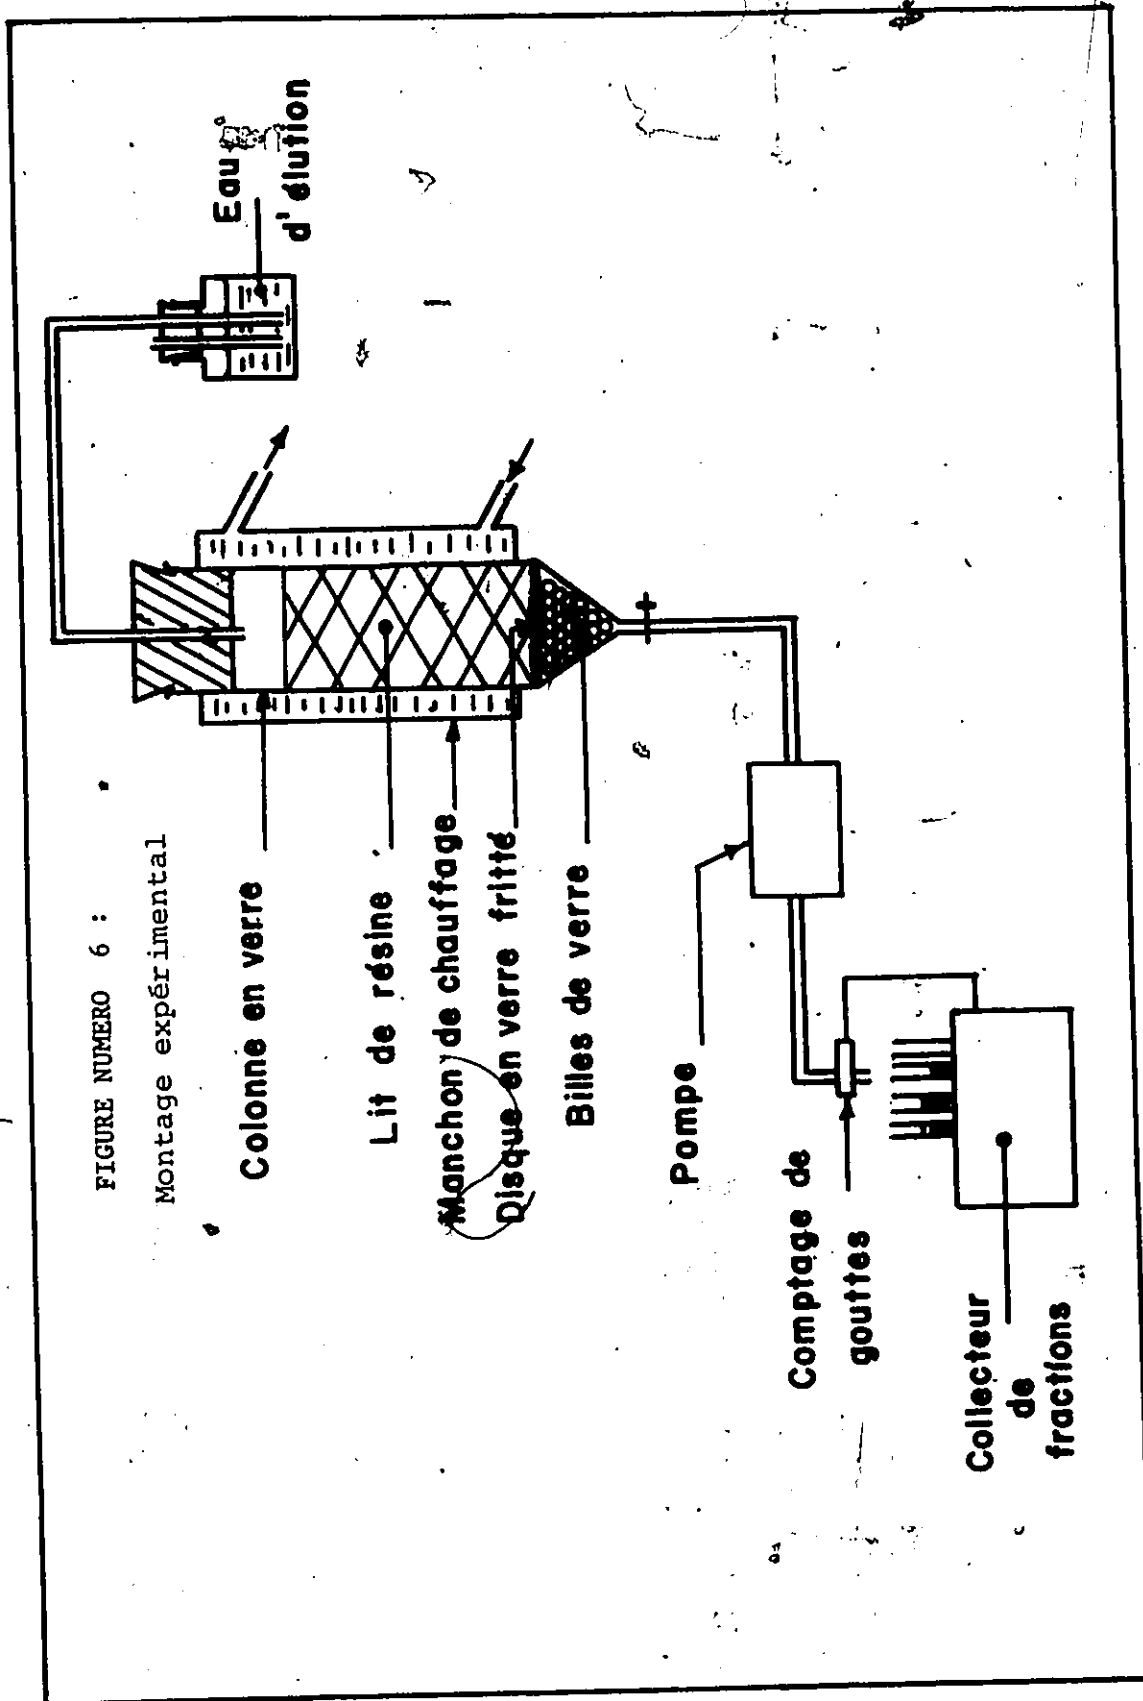 FIGURE NUMERO 6 :
Montage expérimental
Eau
d'élution
Colonne en verre
Lit de résine
Manchon de chauffage
Disque en verre fritté
Billes de verre
Pompe
Comptage de
gouttes
Collecteur
de
fractions